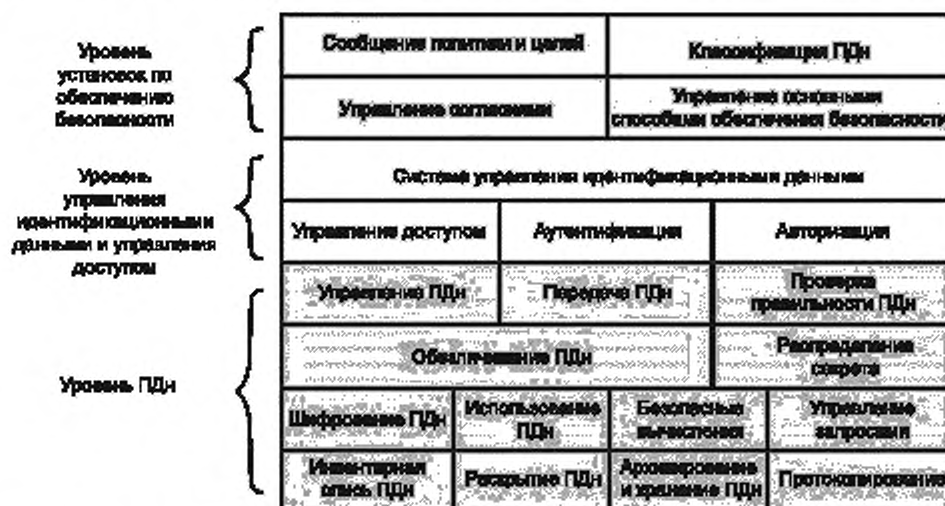 Уровень
установок по
обеспечению
безопасности
Сообщение политик и целей
Классификация ПДн
Управление согласиями
Управление основными
способами обеспечения безопасности
Уровень
управления
идентификационными
данными и управления
доступом
Система управления идентификационными данными
Управление доступом
Аутентификация
Авторизация
Уровень ПДн
Управление ПДн
Передача ПДн
Проверка
правильности ПДн
Обезличивание ПДн
Распределение
секрета
Шифрование ПДн
Использование
ПДн
Безопасные
вычисления
Управление
запросами
Инвентарная
опись ПДн
Раскрытие ПДн
Архивирование
и хранение ПДн
Протоколирование